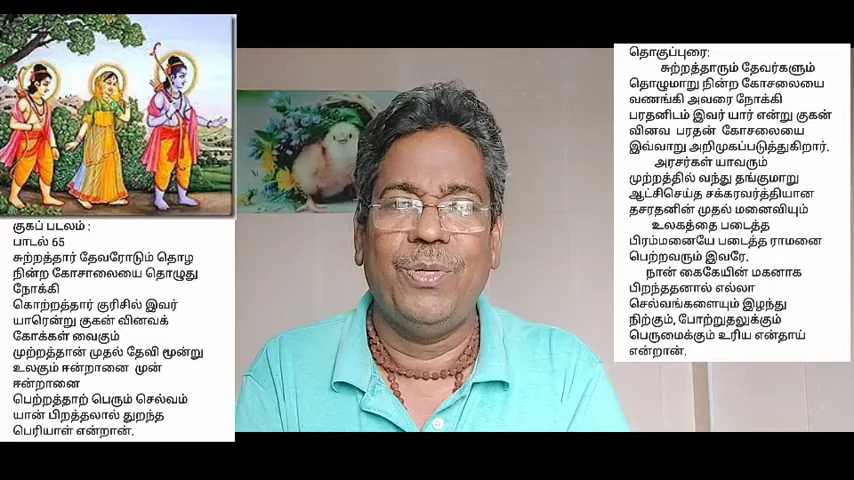 குகப் படலம் :
பாடல் 65
சுற்றத்தார் தேவரோடும் தொழ
நின்ற கோசாலையை தொழுது
நோக்கி
கொற்றத்தார் குரிசில் இவர்
யாரென்று குகன் வினவக்
கோக்கள் வைகும்
முற்றத்தான் முதல் தேவி மூன்று
உலகும் ஈன்றானை முன்
ஈன்றானை
பெற்றத்தாற் பெரும் செல்வம்
யான் பிறத்தலால் துறந்த
பெரியாள் என்றான்.
தொகுப்புரை:
சுற்றத்தாரும் தேவர்களும்
தொழுமாறு நின்ற கோசலையை
வணங்கி அவரை நோக்கி
பரதனிடம் இவர் யார் என்று குகன்
வினவ பரதன் கோசலையை
இவ்வாறு அறிமுகப்படுத்துகிறார்.
அரசர்கள் யாவரும்
முற்றத்தில் வந்து தங்குமாறு
ஆட்சிசெய்த சக்கரவர்த்தியான
தசரதனின் முதல் மனைவியும்
உலகத்தை படைத்த
பிரம்மனையே படைத்த ராமனை
பெற்றவரும் இவரே.
நான் கைகேயின் மகனாக
பிறந்ததனால் எல்லா
செல்வங்களையும் இழந்து
நிற்கும், போற்றுதலுக்கும்
பெருமைக்கும் உரிய என்தாய்
என்றான்.